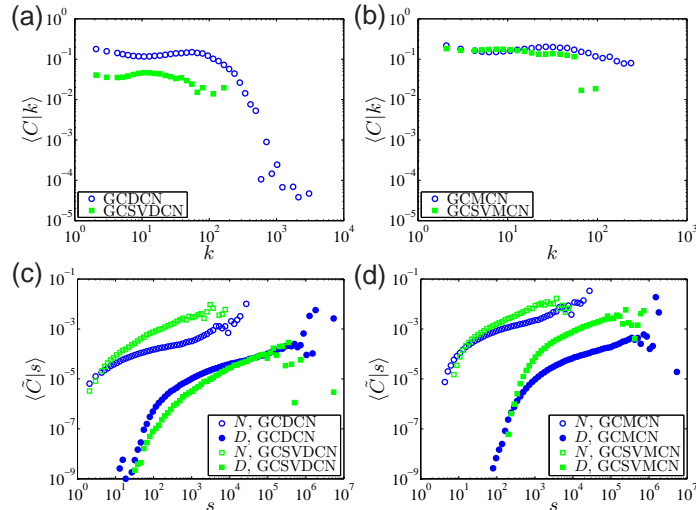 (a)
10^0
10^-1
10^-2
10^-3
10^-4
10^-5
⟨C|k⟩
GCDCN
GCSVDCN
10^0 10^1 10^2 10^3 10^4
k
(b)
10^0
10^-1
10^-2
10^-3
10^-4
10^-5
⟨C|k⟩
GCMCN
GCSVMCN
10^0 10^1 10^2 10^3
k
(c)
10^-1
10^-3
10^-5
10^-7
10^-9
⟨C̃|s⟩
N, GCDCN
D, GCDCN
N, GCSVDCN
D, GCSVDCN
10^0 10^1 10^2 10^3 10^4 10^5 10^6 10^7
s
(d)
10^-1
10^-3
10^-5
10^-7
10^-9
⟨C̃|s⟩
N, GCMCN
D, GCMCN
N, GCSVMCN
D, GCSVMCN
10^0 10^1 10^2 10^3 10^4 10^5 10^6 10^7
s